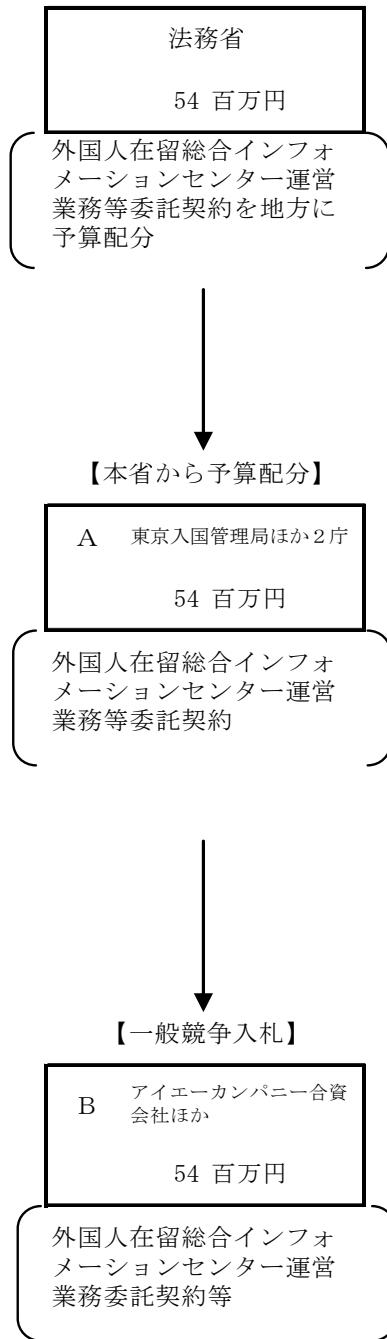 法務省
54 百万円
外国人在留総合インフォ
メーションセンター運営
業務等委託契約を地方に
予算配分
【本省から予算配分】
A 東京入国管理局ほか２庁
54 百万円
外国人在留総合インフォ
メーションセンター運営
業務等委託契約
【一般競争入札】
B アイエーカンパニー合資
会社ほか
54 百万円
外国人在留総合インフォ
メーションセンター運営
業務委託契約等